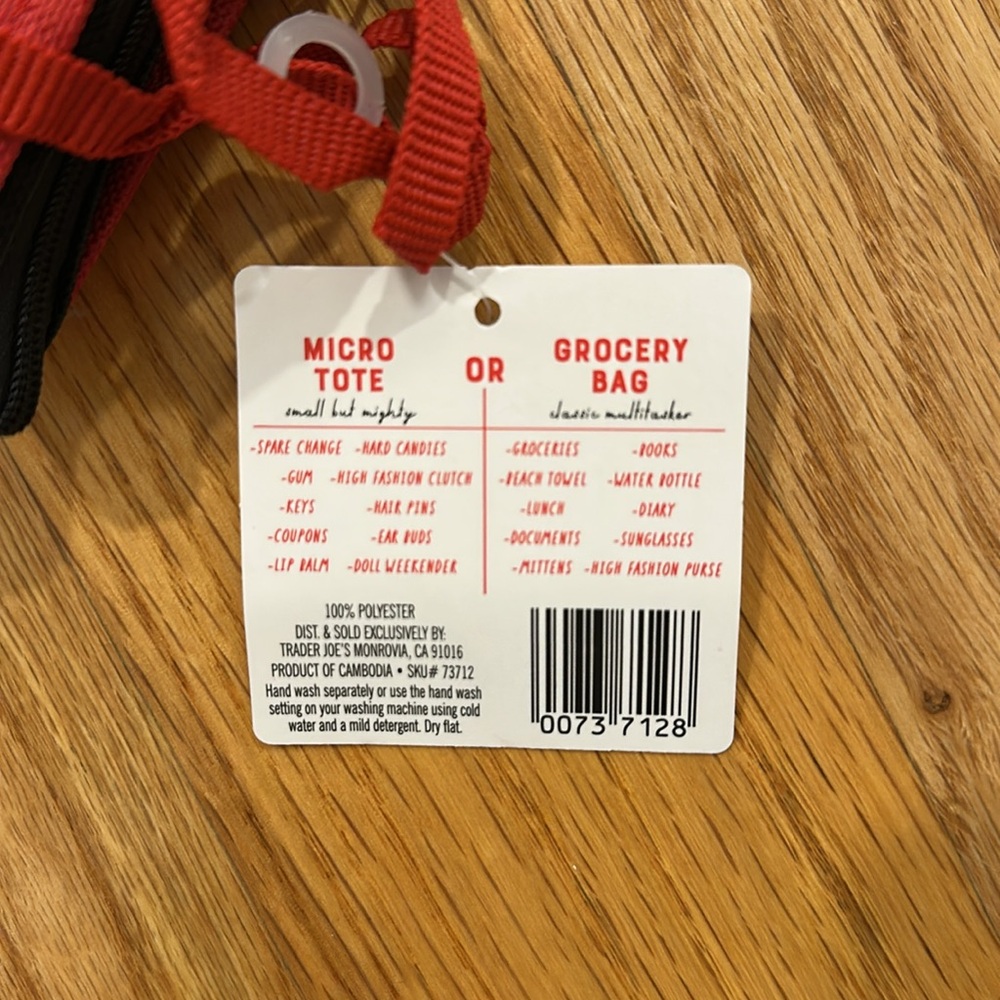 MICRO
TOTE
small but mighty
OR
GROCERY
BAG
classic multitasker
-SPARE CHANGE -HARD CANDIES
-GUM -HIGH FASHION CLUTCH
-KEYS -HAIR PINS
-COUPONS -EAR BUDS
-LIP BALM -DOLL WEEKENDER
-GROCERIES -BOOKS
-BEACH TOWEL -WATER BOTTLE
-LUNCH -DIARY
-DOCUMENTS -SUNGLASSES
-MITTENS -HIGH FASHION PURSE
100% POLYESTER
DIST. & SOLD EXCLUSIVELY BY:
TRADER JOE'S MONROVIA, CA 91016
PRODUCT OF CAMBODIA • SKU# 73712
Hand wash separately or use the hand wash
setting on your washing machine using cold
water and a mild detergent. Dry flat.
0073 7128